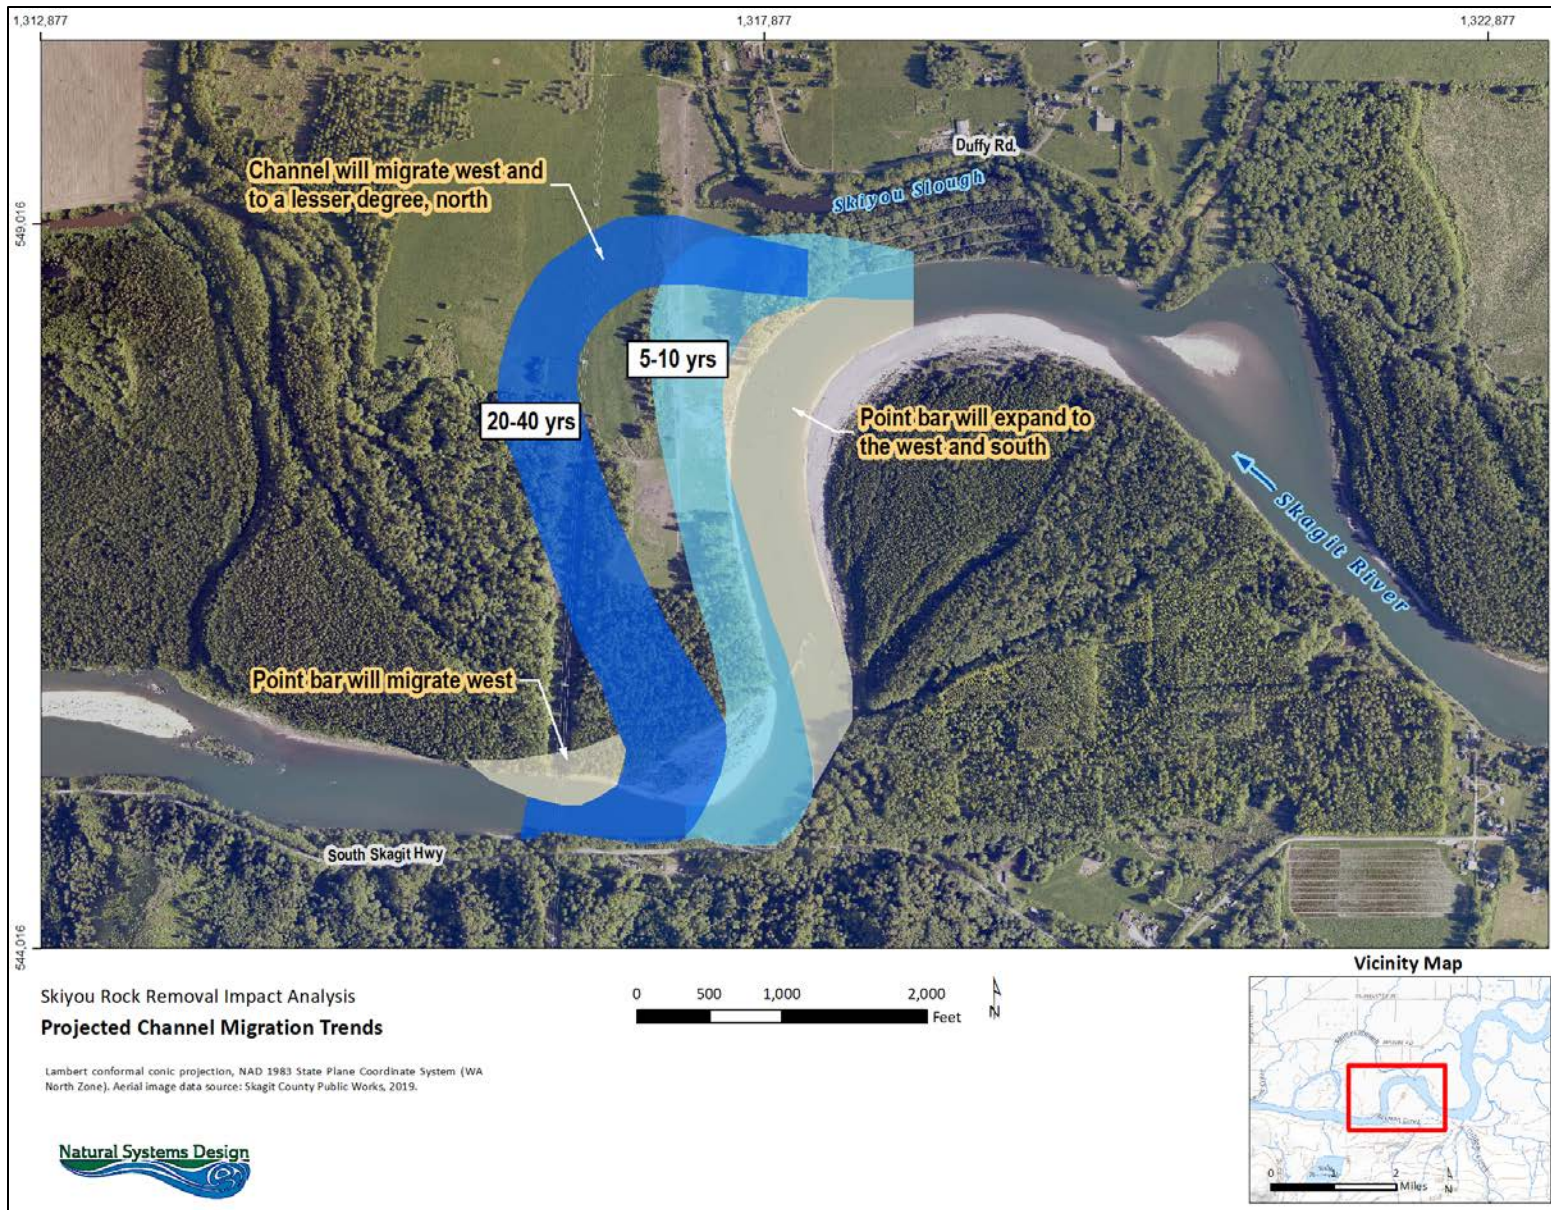 1,312,877
1,317,877
1,322,877
549,016
544,016
Duffy Rd.
Skiyou Slough
Channel will migrate west and
to a lesser degree, north
5-10 yrs
20-40 yrs
Point bar will expand to
the west and south
Skagit River
Point bar will migrate west
South Skagit Hwy
Skiyou Rock Removal Impact Analysis
Projected Channel Migration Trends
Lambert conformal conic projection, NAD 1983 State Plane Coordinate System (WA
North Zone). Aerial image data source: Skagit County Public Works, 2019.
Natural Systems Design
0 500 1,000 2,000
Feet
N
Vicinity Map
0 1 2
Miles
N